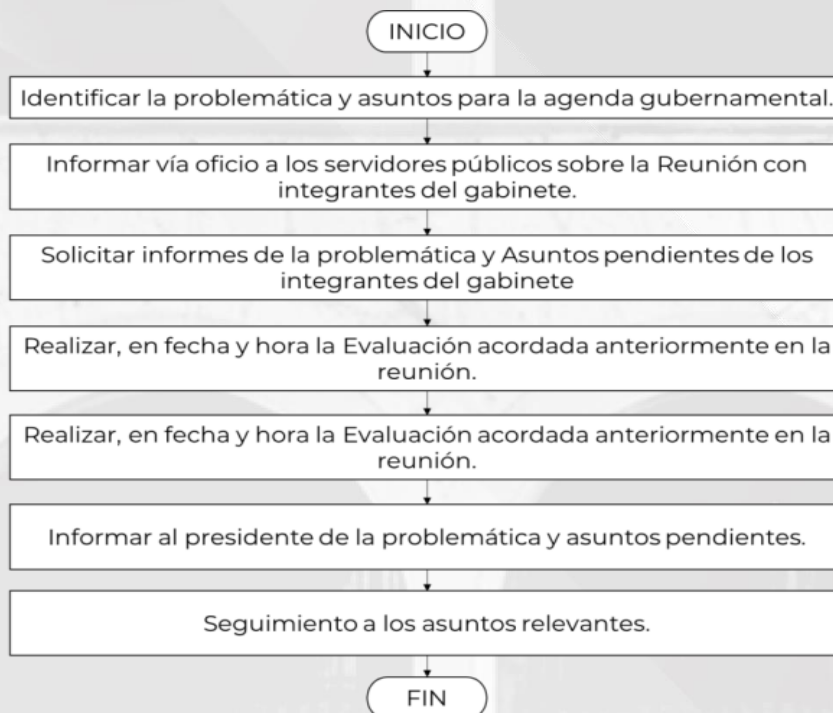 INICIO
Identificar la problemática y asuntos para la agenda gubernamental.
Informar vía oficio a los servidores públicos sobre la Reunión con
integrantes del gabinete.
Solicitar informes de la problemática y Asuntos pendientes de los
integrantes del gabinete
Realizar, en fecha y hora la Evaluación acordada anteriormente en la
reunión.
Realizar, en fecha y hora la Evaluación acordada anteriormente en la
reunión.
Informar al presidente de la problemática y asuntos pendientes.
Seguimiento a los asuntos relevantes.
FIN